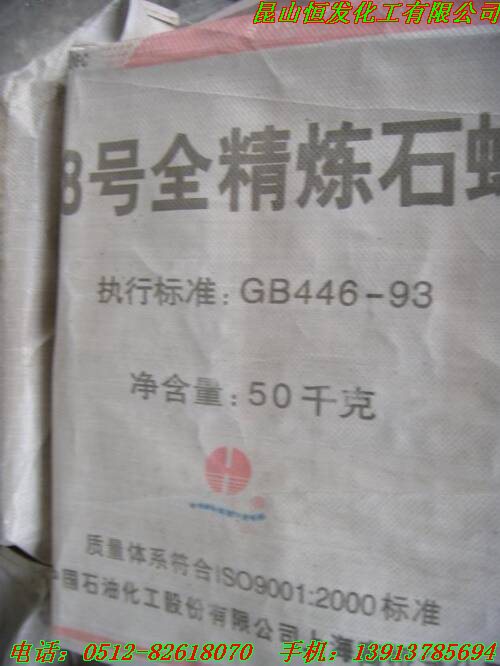 昆山恒发化工有限公司
8号全精炼石蜡
执行标准：GB446-93
净含量：50千克
质量体系符合ISO9001:2000标准
中国石油化工股份有限公司
电话：0512-82618070 手机：13913785694